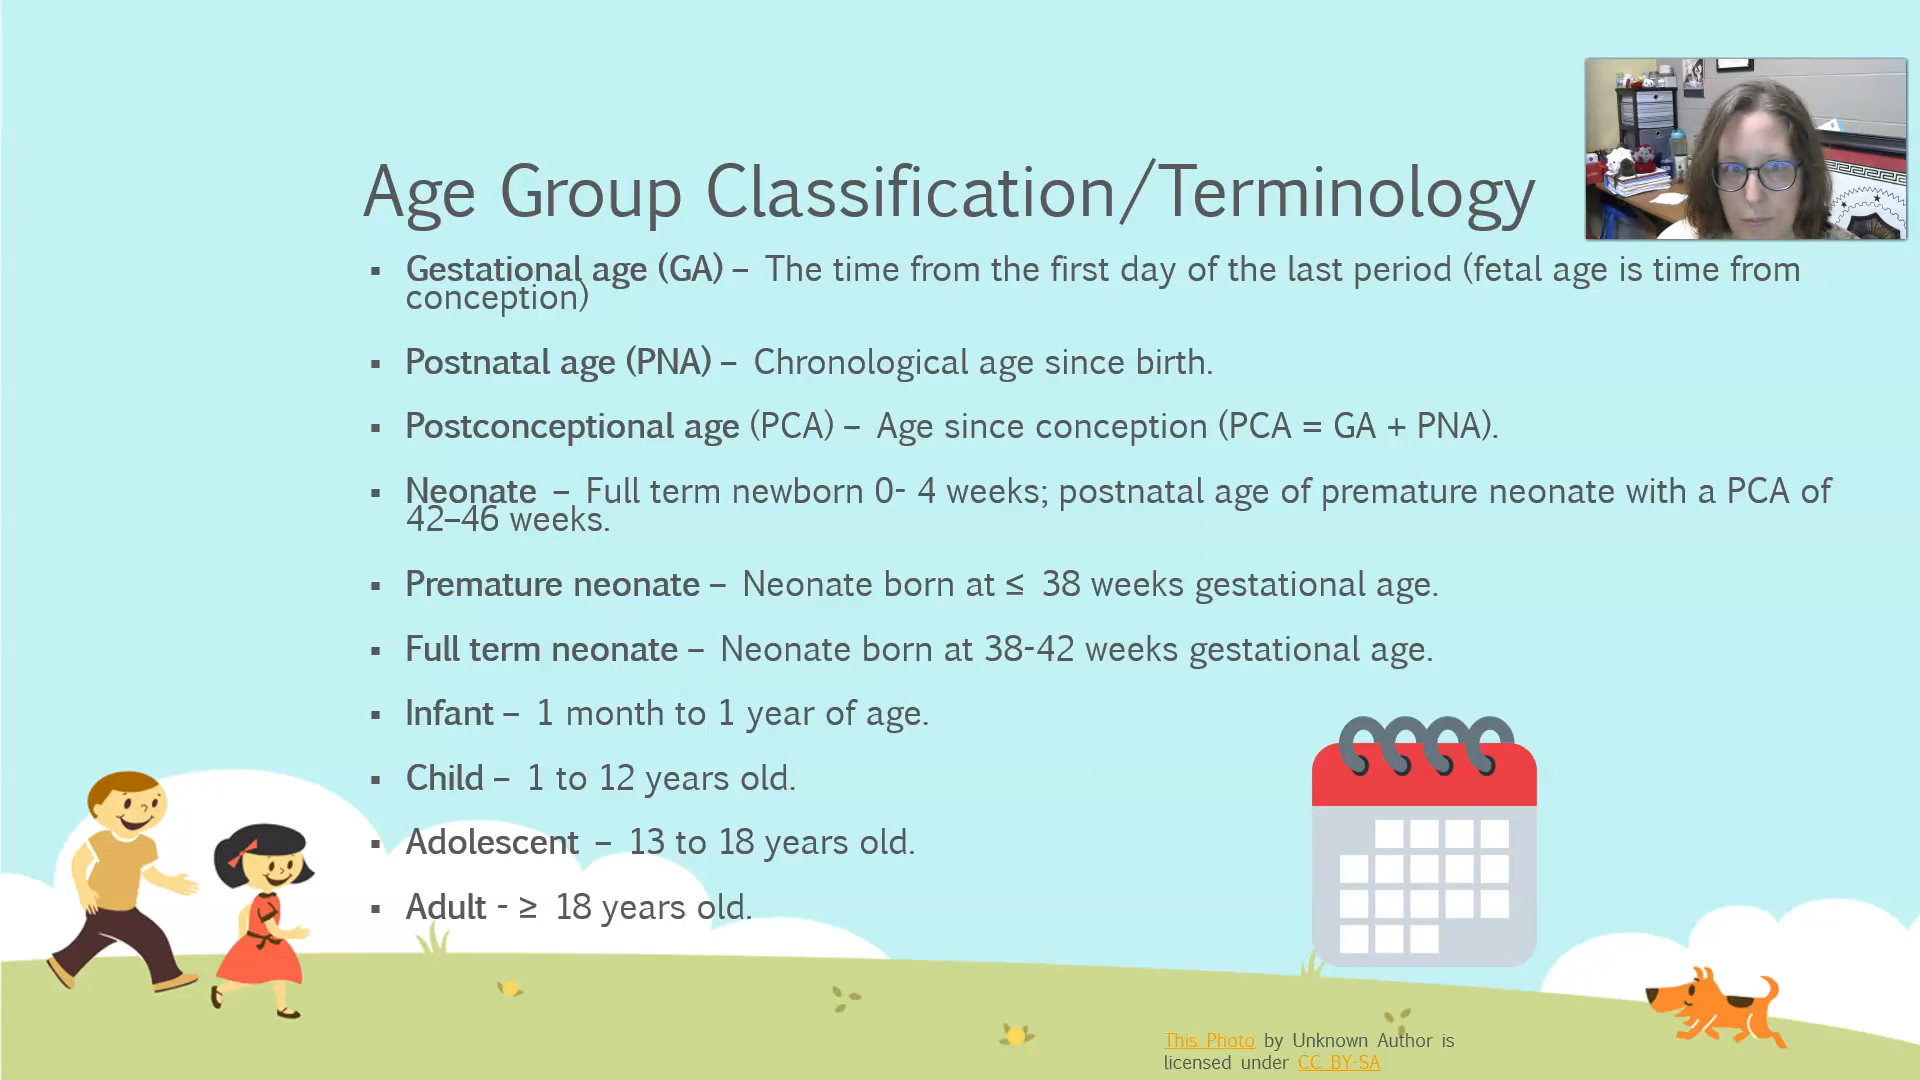 Age Group Classification/Terminology
▪ Gestational age (GA) – The time from the first day of the last period (fetal age is time from
conception)
▪ Postnatal age (PNA) – Chronological age since birth.
▪ Postconceptional age (PCA) – Age since conception (PCA = GA + PNA).
▪ Neonate – Full term newborn 0- 4 weeks; postnatal age of premature neonate with a PCA of
42–46 weeks.
▪ Premature neonate – Neonate born at ≤ 38 weeks gestational age.
▪ Full term neonate – Neonate born at 38-42 weeks gestational age.
▪ Infant – 1 month to 1 year of age.
▪ Child – 1 to 12 years old.
▪ Adolescent – 13 to 18 years old.
▪ Adult - ≥ 18 years old.
This Photo by Unknown Author is
licensed under CC BY-SA